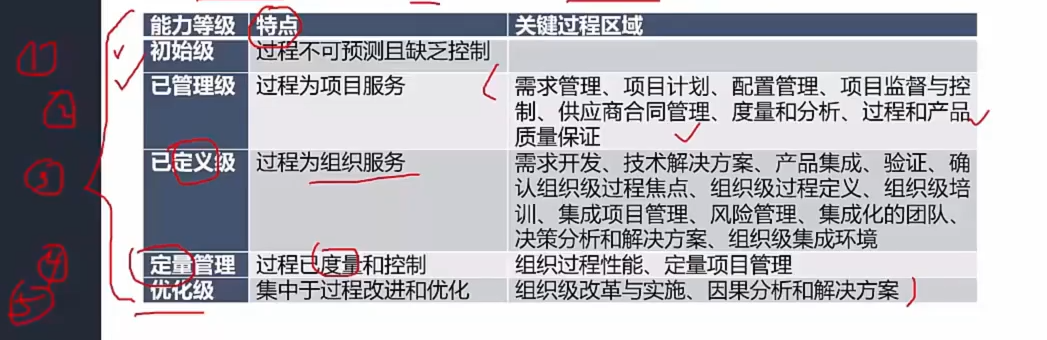 能力等级 特点 关键过程区域
① 初始级 过程不可预测且缺乏控制
② 已管理级 过程为项目服务 需求管理、项目计划、配置管理、项目监督与控
制、供应商合同管理、度量和分析、过程和产品
质量保证
③ 已定义级 过程为组织服务 需求开发、技术解决方案、产品集成、验证、确
认组织级过程焦点、组织级过程定义、组织级培
训、集成项目管理、风险管理、集成化的团队、
决策分析和解决方案、组织级集成环境
④ 定量管理 过程已度量和控制 组织过程性能、定量项目管理
⑤ 优化级 集中于过程改进和优化 组织级改革与实施、因果分析和解决方案